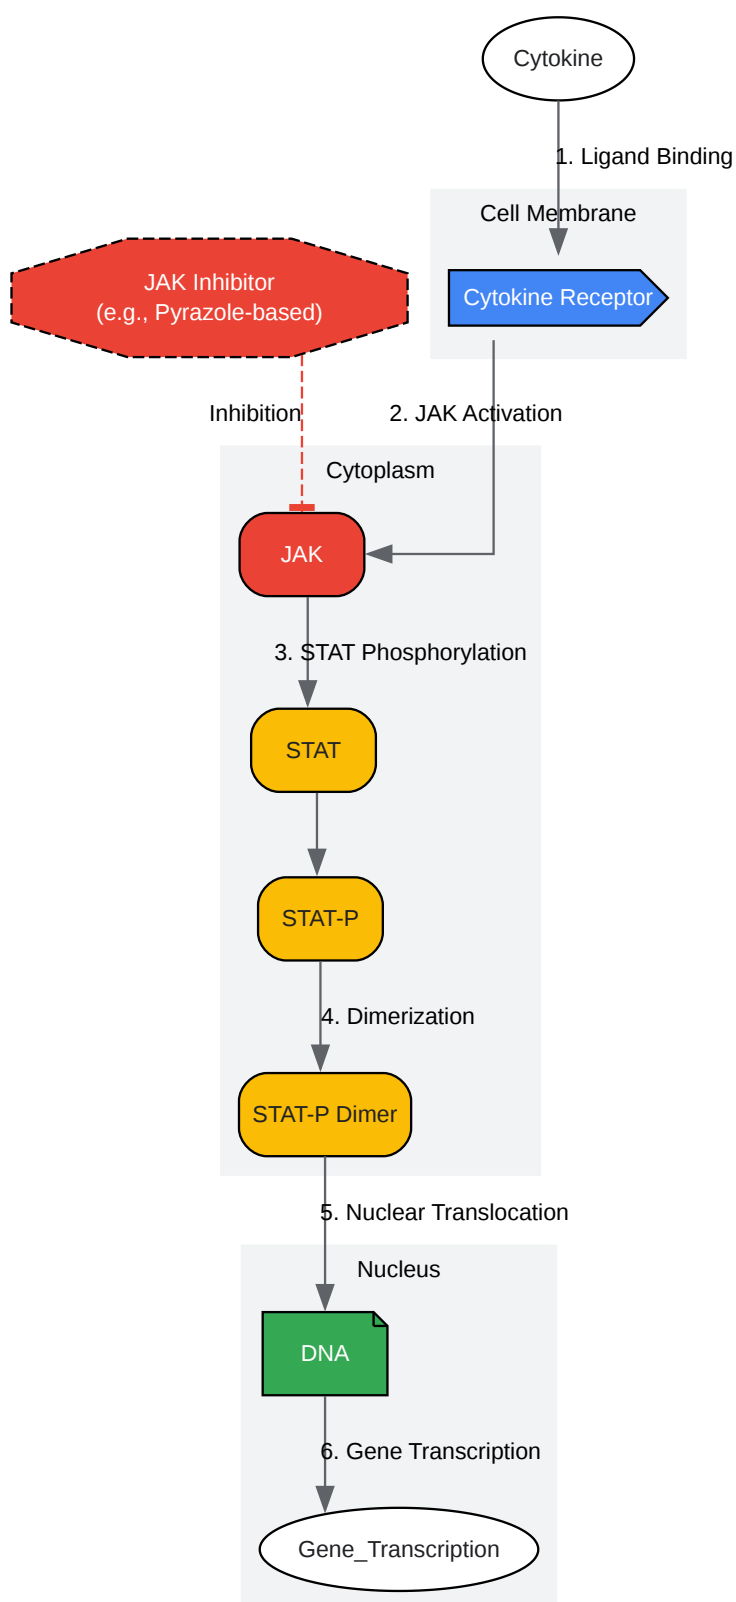 Cytokine
1. Ligand Binding
Cell Membrane
JAK Inhibitor
(e.g., Pyrazole-based)
Cytokine Receptor
Inhibition
2. JAK Activation
Cytoplasm
JAK
3. STAT Phosphorylation
STAT
STAT-P
4. Dimerization
STAT-P Dimer
5. Nuclear Translocation
Nucleus
DNA
6. Gene Transcription
Gene_Transcription